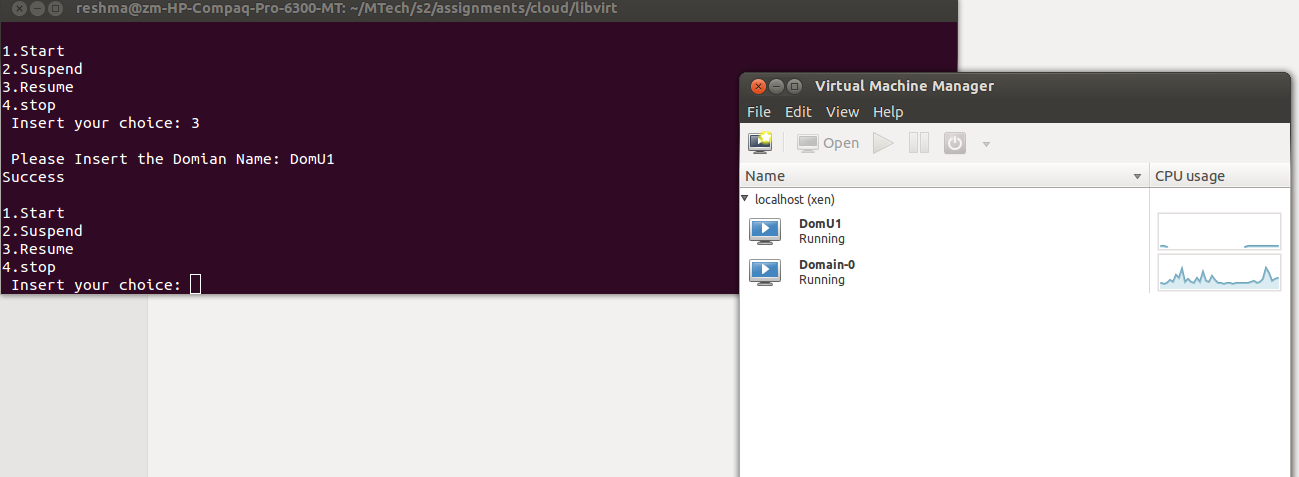 reshma@zm-HP-Compaq-Pro-6300-MT: ~/MTech/s2/assignments/cloud/libvirt
1.Start
2.Suspend
3.Resume
4.stop
Insert your choice: 3
Please Insert the Domian Name: DomU1
Success
1.Start
2.Suspend
3.Resume
4.stop
Insert your choice:
Virtual Machine Manager
File Edit View Help
Open
Name CPU usage
localhost (xen)
DomU1
Running
Domain-0
Running